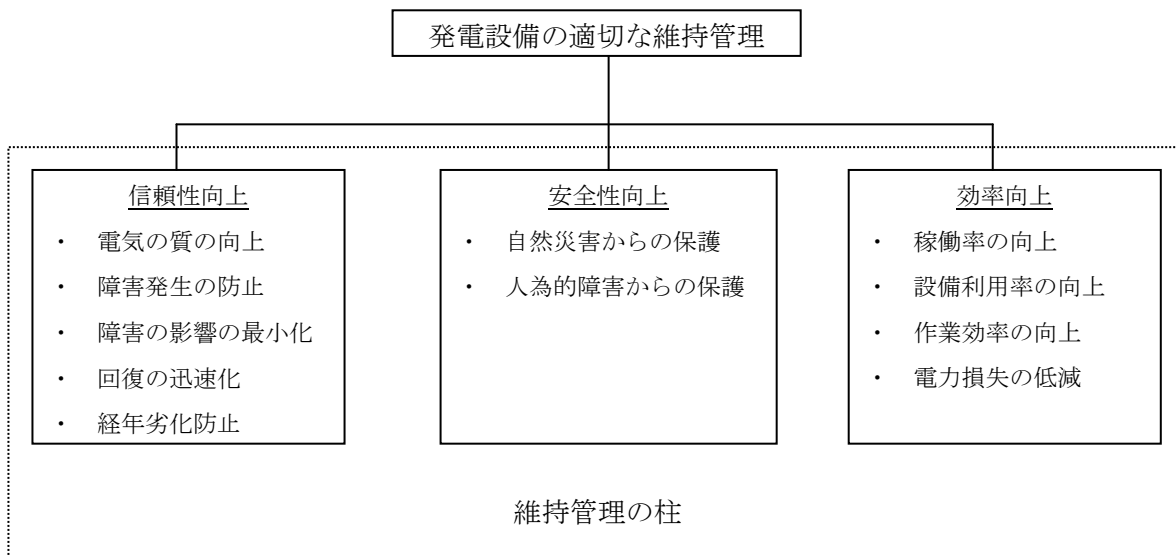 発電設備の適切な維持管理
信頼性向上
・ 電気の質の向上
・ 障害発生の防止
・ 障害の影響の最小化
・ 回復の迅速化
・ 経年劣化防止
安全性向上
・ 自然災害からの保護
・ 人為的障害からの保護
効率向上
・ 稼働率の向上
・ 設備利用率の向上
・ 作業効率の向上
・ 電力損失の低減
維持管理の柱